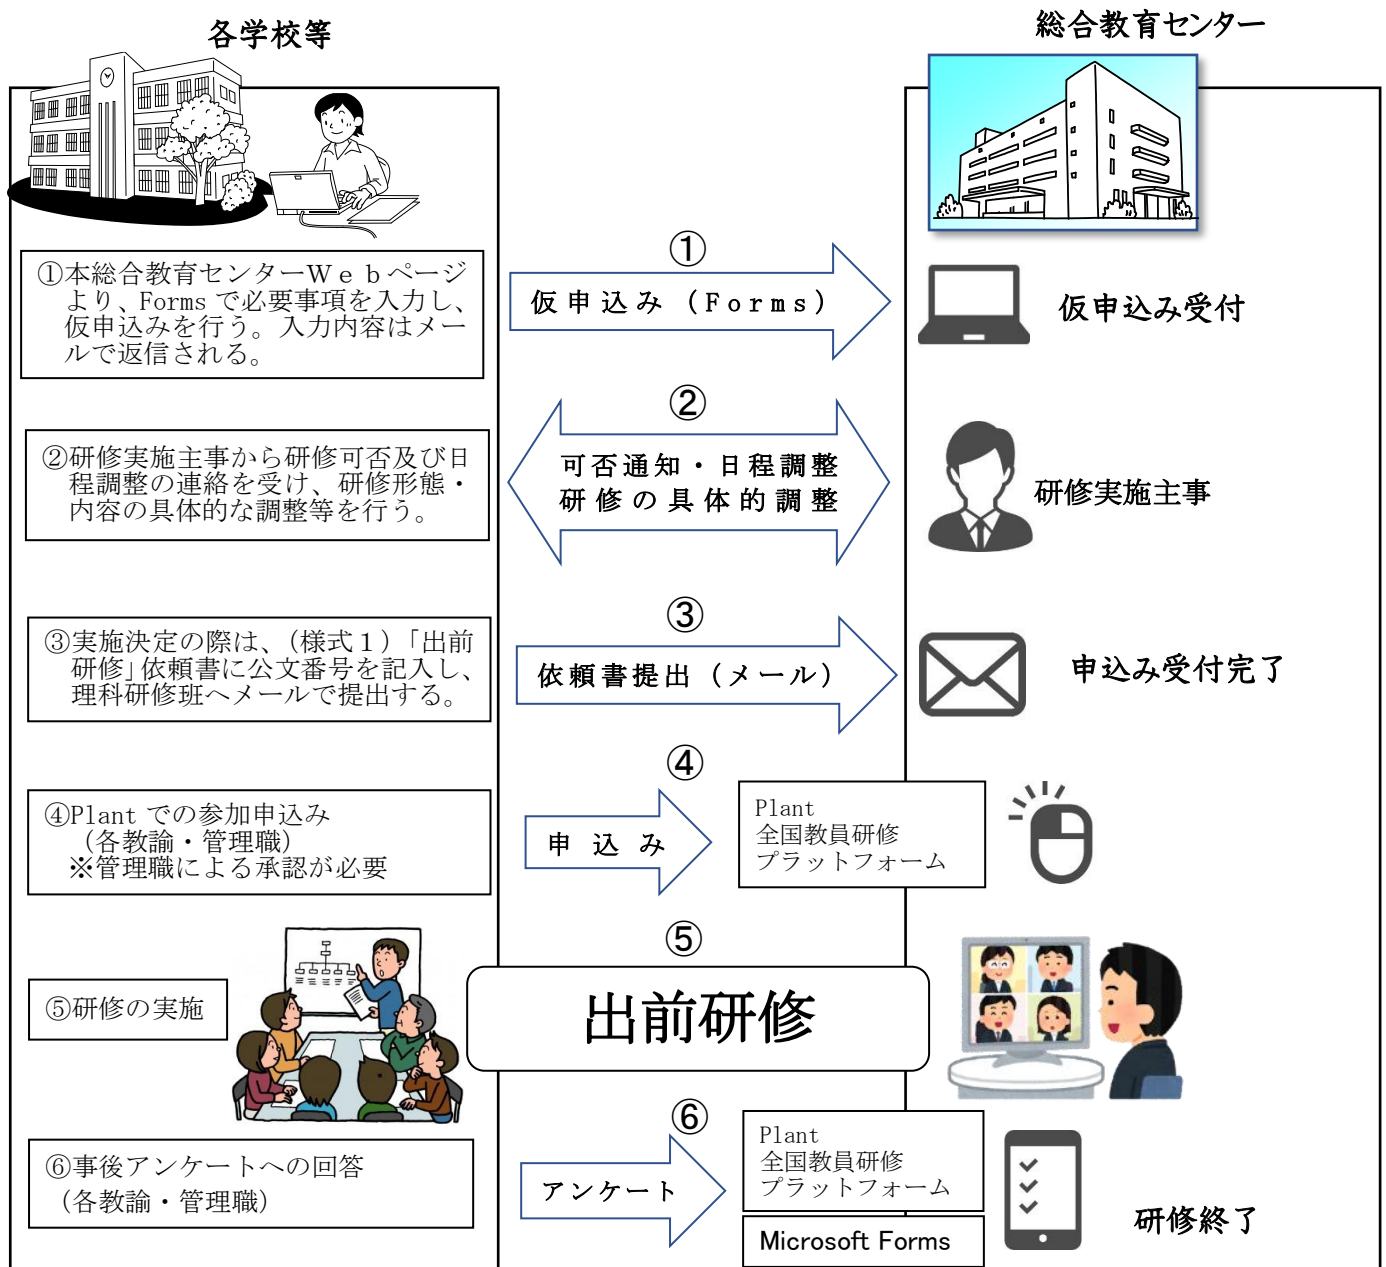 各学校等
総合教育センター
①本総合教育センターＷｅｂページ
より、Forms で必要事項を入力し、
仮申込みを行う。入力内容はメー
ルで返信される。
①
仮申込み（Forms）
仮申込み受付
②研修実施主事から研修可否及び日
程調整の連絡を受け、研修形態・
内容の具体的な調整等を行う。
②
可否通知・日程調整
研修の具体的調整
研修実施主事
③実施決定の際は、（様式１）「出前
研修」依頼書に公文番号を記入し、
理科研修班へメールで提出する。
③
依頼書提出（メール）
申込み受付完了
④Plant での参加申込み
（各教諭・管理職）
※管理職による承認が必要
④
申込み
Plant
全国教員研修
プラットフォーム
⑤研修の実施
⑤
出前研修
⑥事後アンケートへの回答
（各教諭・管理職）
⑥
アンケート
Plant
全国教員研修
プラットフォーム
Microsoft Forms
研修終了